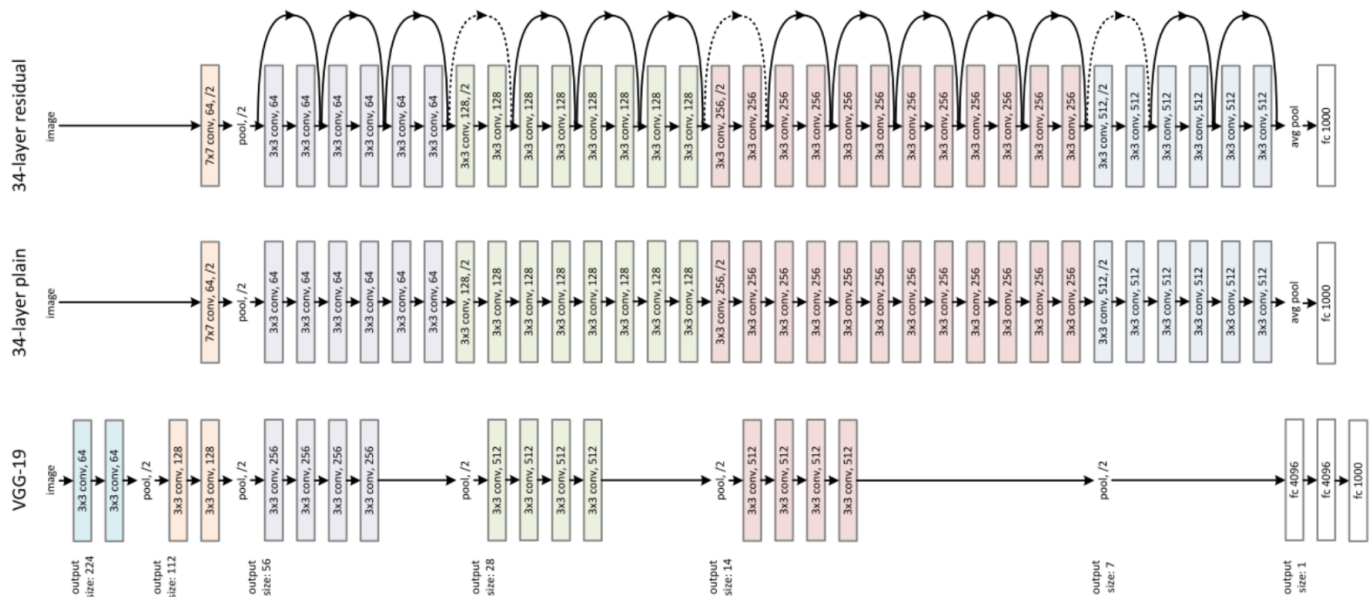 34-layer residual
image
7x7 conv, 64, /2
pool, /2
3x3 conv, 64
3x3 conv, 64
3x3 conv, 64
3x3 conv, 64
3x3 conv, 64
3x3 conv, 64
3x3 conv, 128, /2
3x3 conv, 128
3x3 conv, 128
3x3 conv, 128
3x3 conv, 128
3x3 conv, 128
3x3 conv, 128
3x3 conv, 128
3x3 conv, 256, /2
3x3 conv, 256
3x3 conv, 256
3x3 conv, 256
3x3 conv, 256
3x3 conv, 256
3x3 conv, 256
3x3 conv, 256
3x3 conv, 256
3x3 conv, 256
3x3 conv, 256
3x3 conv, 256
3x3 conv, 512, /2
3x3 conv, 512
3x3 conv, 512
3x3 conv, 512
3x3 conv, 512
3x3 conv, 512
avg pool
fc 1000
34-layer plain
image
7x7 conv, 64, /2
pool, /2
3x3 conv, 64
3x3 conv, 64
3x3 conv, 64
3x3 conv, 64
3x3 conv, 64
3x3 conv, 64
3x3 conv, 128, /2
3x3 conv, 128
3x3 conv, 128
3x3 conv, 128
3x3 conv, 128
3x3 conv, 128
3x3 conv, 128
3x3 conv, 128
3x3 conv, 256, /2
3x3 conv, 256
3x3 conv, 256
3x3 conv, 256
3x3 conv, 256
3x3 conv, 256
3x3 conv, 256
3x3 conv, 256
3x3 conv, 256
3x3 conv, 256
3x3 conv, 256
3x3 conv, 256
3x3 conv, 512, /2
3x3 conv, 512
3x3 conv, 512
3x3 conv, 512
3x3 conv, 512
3x3 conv, 512
avg pool
fc 1000
VGG-19
image
3x3 conv, 64
3x3 conv, 64
pool, /2
3x3 conv, 128
3x3 conv, 128
pool, /2
3x3 conv, 256
3x3 conv, 256
3x3 conv, 256
3x3 conv, 256
pool, /2
3x3 conv, 512
3x3 conv, 512
3x3 conv, 512
3x3 conv, 512
pool, /2
3x3 conv, 512
3x3 conv, 512
3x3 conv, 512
3x3 conv, 512
pool, /2
fc 4096
fc 4096
fc 1000
output
size: 224
output
size: 112
output
size: 56
output
size: 28
output
size: 14
output
size: 7
output
size: 1